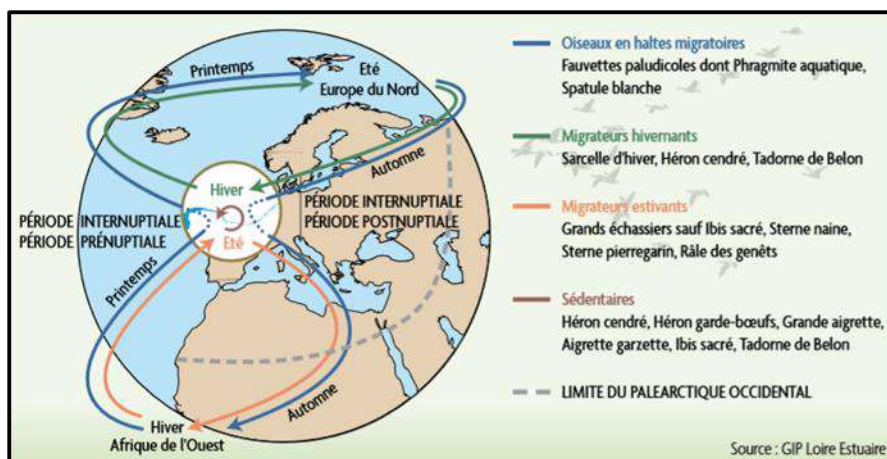 Printemps
Eté
Europe du Nord
Automne
Hiver
Eté
PÉRIODE INTERNUPTIALE
PÉRIODE PRÉNUPTIALE
PÉRIODE INTERNUPTIALE
PÉRIODE POSTNUPTIALE
Printemps
Automne
Hiver
Afrique de l'Ouest
Oiseaux en haltes migratoires
Fauvettes paludicoles dont Phragmite aquatique,
Spatule blanche
Migrateurs hivernants
Sarcelle d'hiver, Héron cendré, Tadorne de Belon
Migrateurs estivants
Grands échassiers sauf Ibis sacré, Sterne naine,
Sterne pierregarin, Râle des genêts
Sédentaires
Héron cendré, Héron garde-bœufs, Grande aigrette,
Aigrette garzette, Ibis sacré, Tadorne de Belon
LIMITE DU PALEARCTIQUE OCCIDENTAL
Source : GIP Loire Estuaire